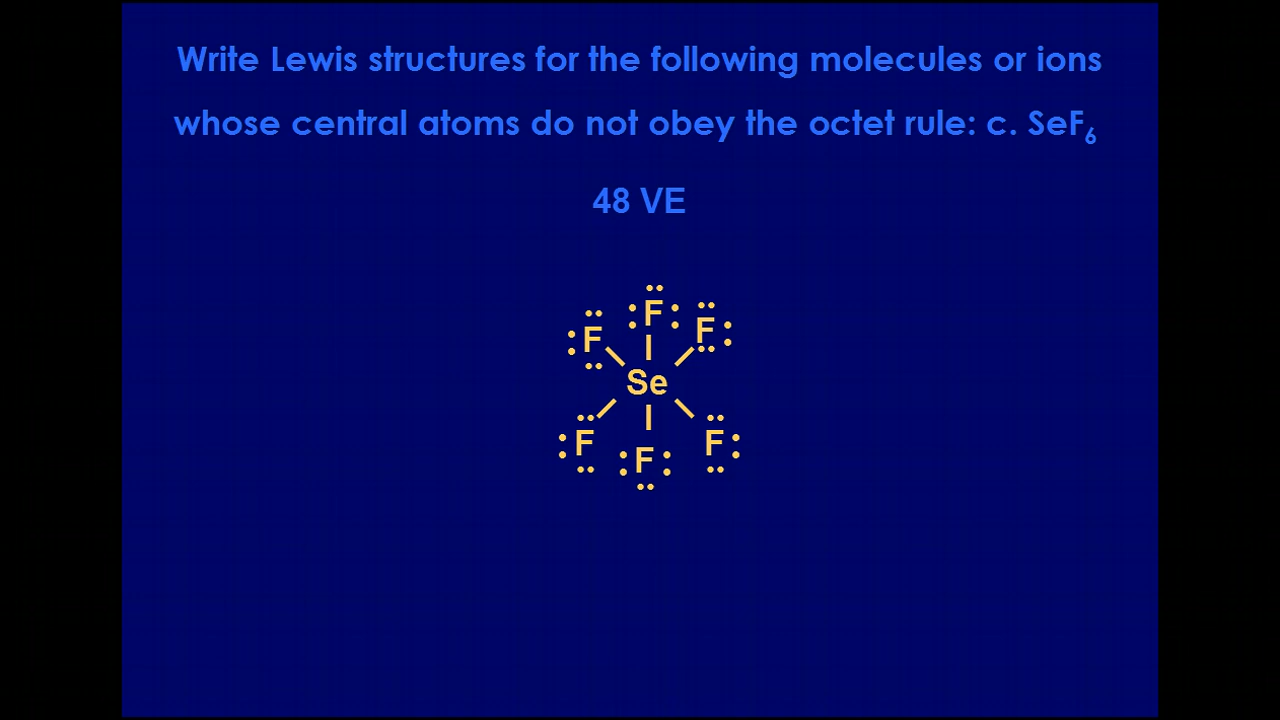 Write Lewis structures for the following molecules or ions
whose central atoms do not obey the octet rule: c. SeF₆
48 VE
F F F
Se
F F F